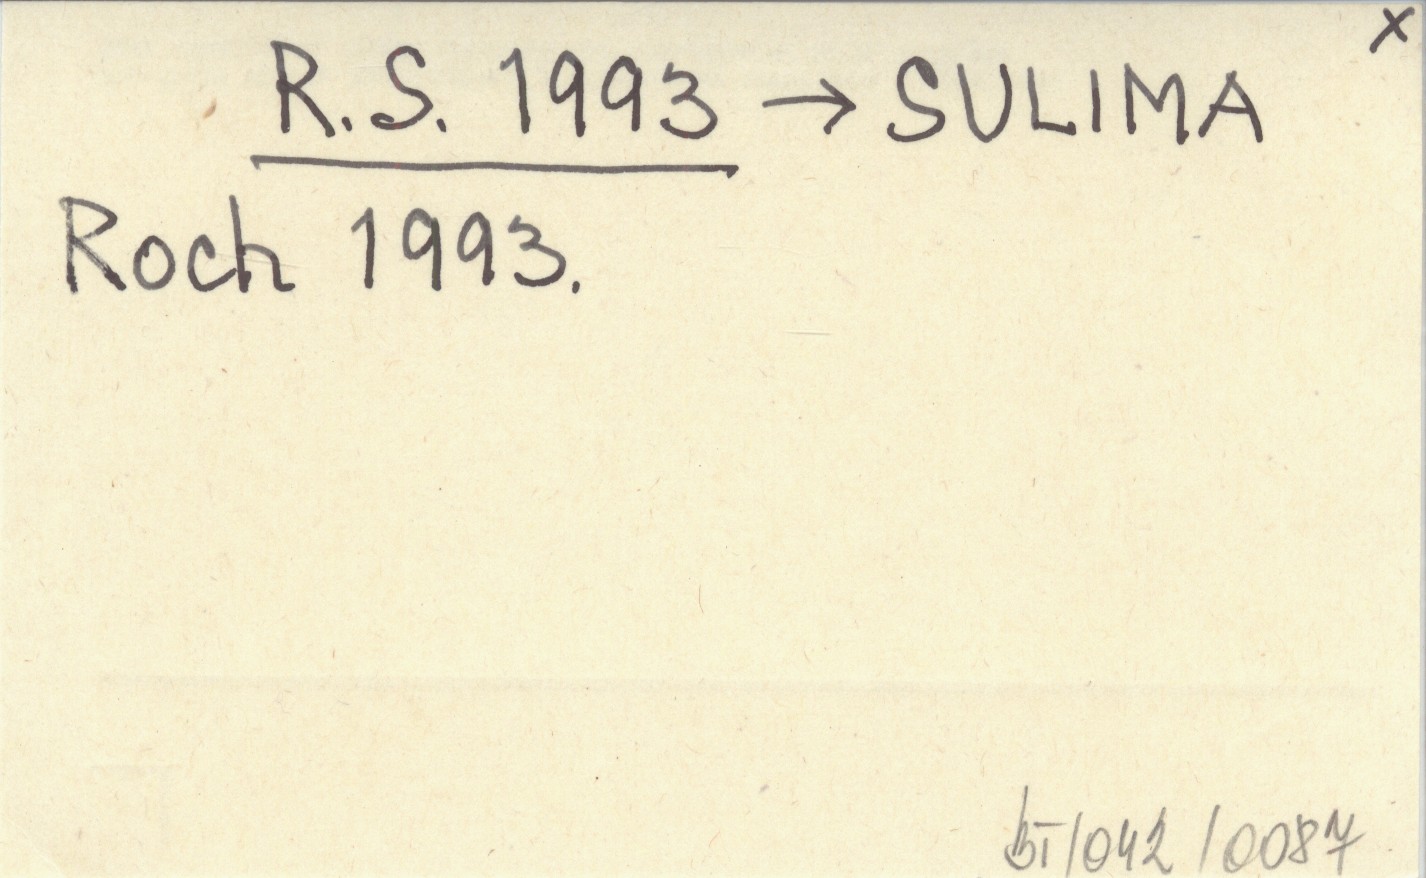 x
R.S. 1993 → SULIMA
Roch 1993.
BI/042/0087